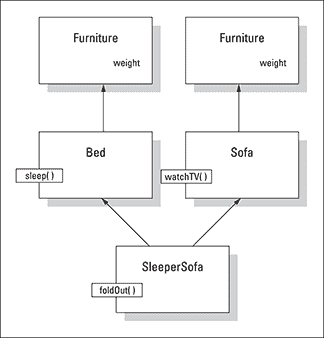 Furniture
weight
Furniture
weight
Bed
sleep( )
Sofa
watchTV( )
SleeperSofa
foldOut( )